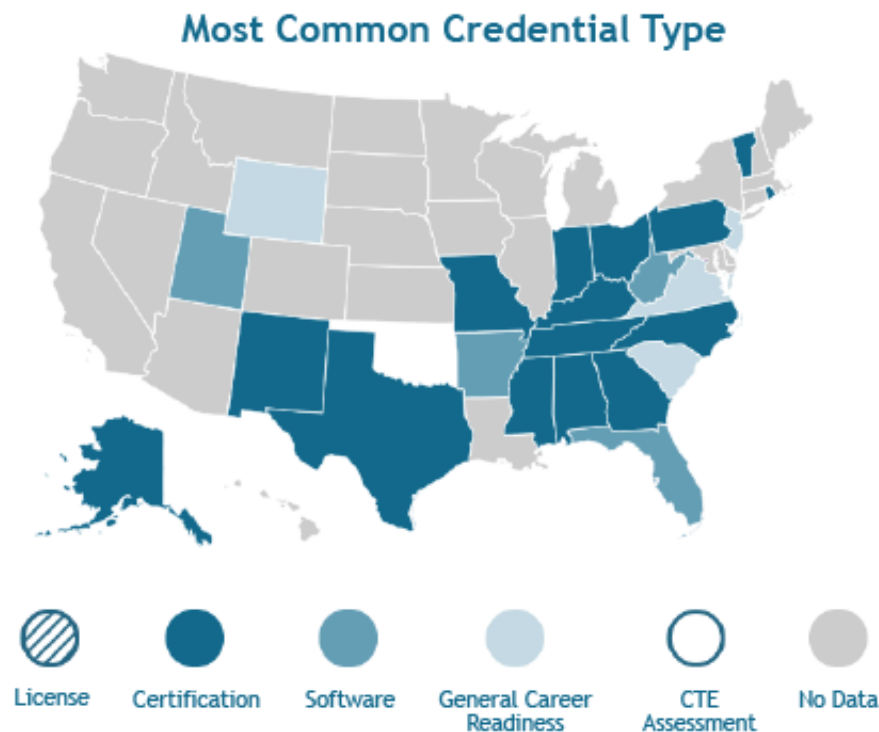 Most Common Credential Type
License
Certification
Software
General Career
Readiness
CTE
Assessment
No Data